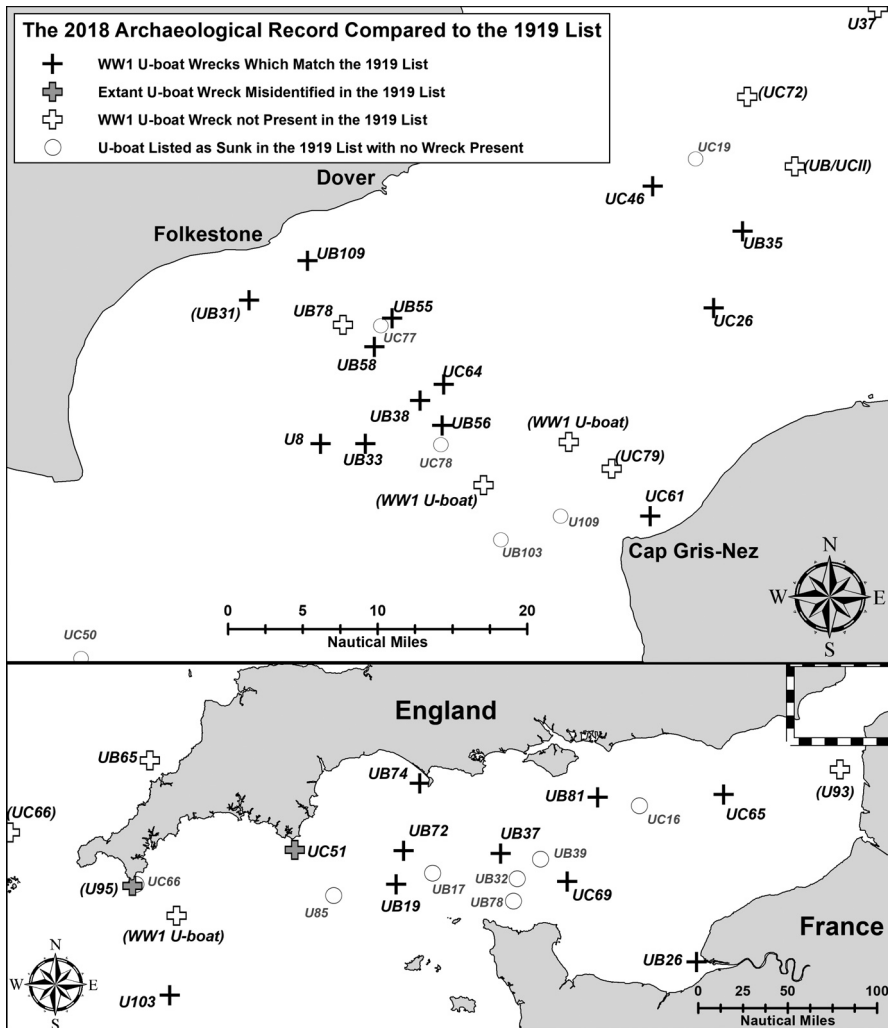 The 2018 Archaeological Record Compared to the 1919 List
WW1 U-boat Wrecks Which Match the 1919 List
Extant U-boat Wreck Misidentified in the 1919 List
WW1 U-boat Wreck not Present in the 1919 List
U-boat Listed as Sunk in the 1919 List with no Wreck Present
U37
(UC72)
UC19
(UB/UCII)
Dover
UC46
Folkestone
UB35
UB109
(UB31)
UB78
UB55
UC77
UC26
UB58
UC64
UB38
UB56
(WW1 U-boat)
U8
UB33
UC78
(UC79)
(WW1 U-boat)
UC61
U109
UB103
Cap Gris-Nez
N
W
E
S
0
5
10
20
Nautical Miles
UC50
England
UB65
UB74
(U93)
UB81
UC65
(UC66)
UC16
UC51
UB72
UB37
UB39
(U95)
UC66
UB17
UB32
UC69
U85
UB19
UB78
(WW1 U-boat)
France
N
W
E
S
UB26
U103
0
25
50
100
Nautical Miles